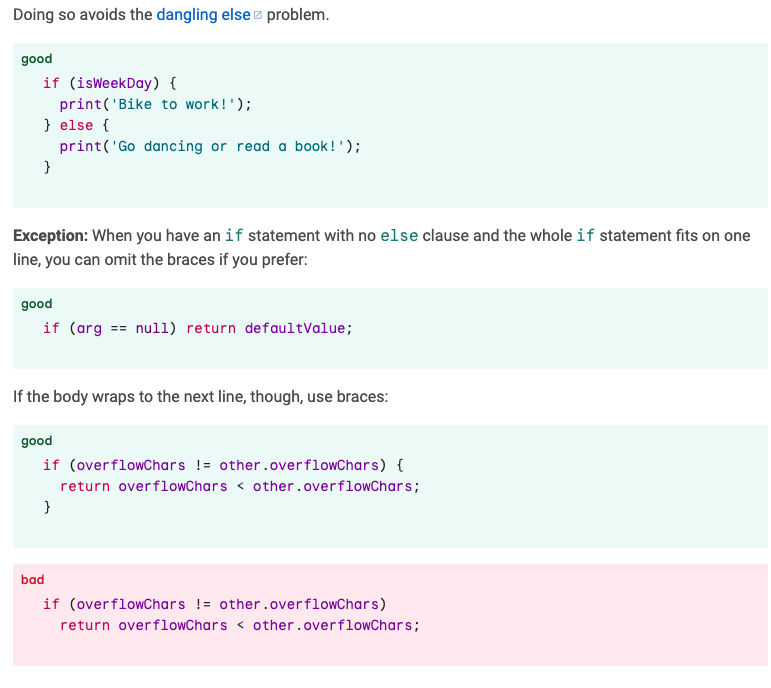 Doing so avoids the dangling else problem.
good
if (isWeekDay) {
  print('Bike to work!');
} else {
  print('Go dancing or read a book!');
}
Exception: When you have an if statement with no else clause and the whole if statement fits on one
line, you can omit the braces if you prefer:
good
if (arg == null) return defaultValue;
If the body wraps to the next line, though, use braces:
good
if (overflowChars != other.overflowChars) {
  return overflowChars < other.overflowChars;
}
bad
if (overflowChars != other.overflowChars)
  return overflowChars < other.overflowChars;